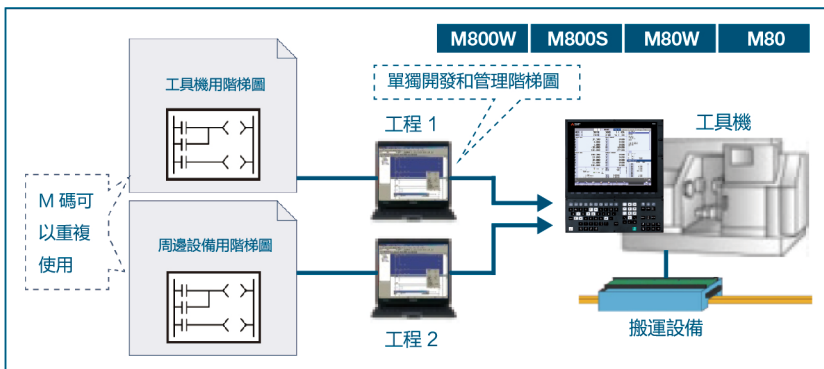 M800W M800S M80W M80
工具機用階梯圖
單獨開發和管理階梯圖
工程 1
工具機
M 碼可
以重複
使用
周邊設備用階梯圖
工程 2
搬運設備